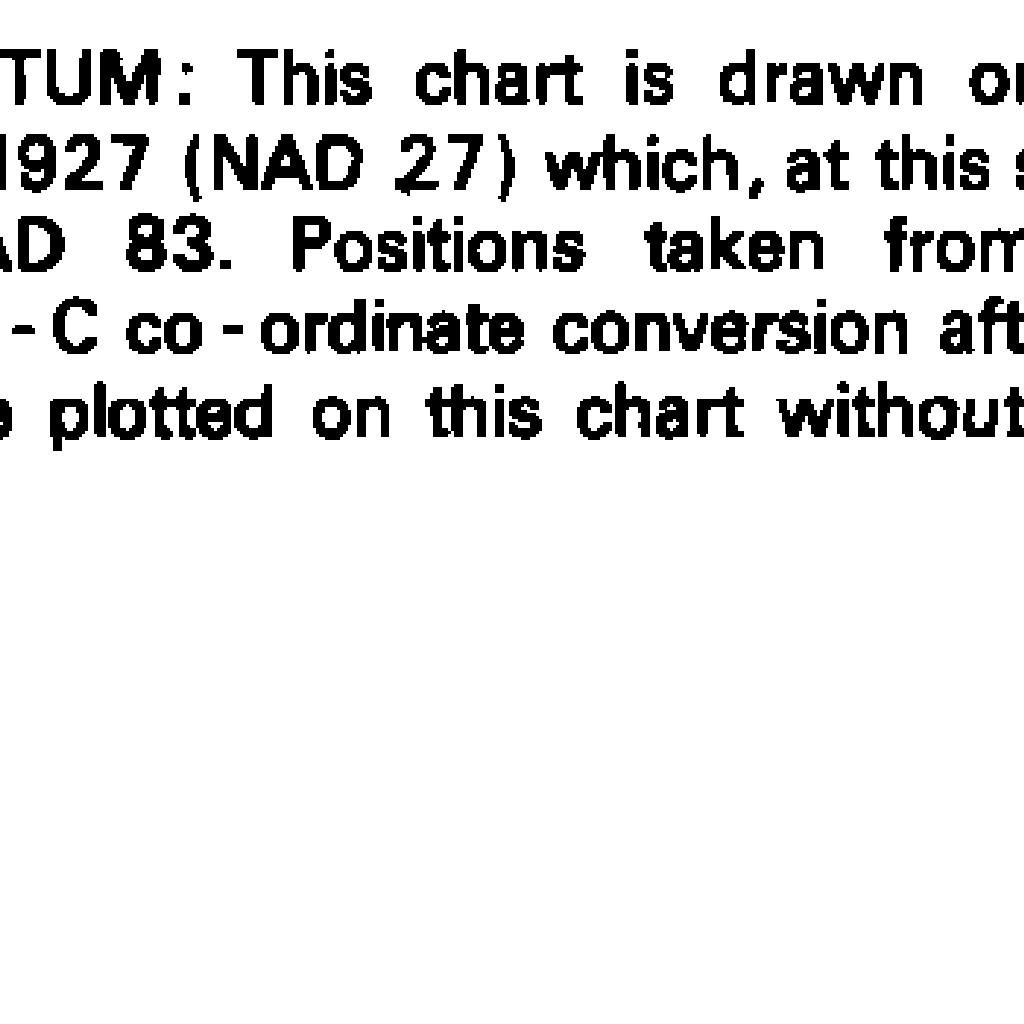 TUM: This chart is drawn or
1927 (NAD 27) which, at this s
AD 83. Positions taken from
- C co - ordinate conversion aft
e plotted on this chart without